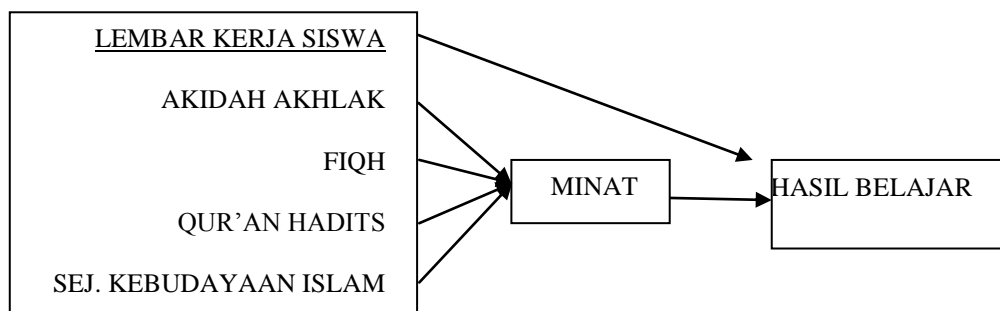 LEMBAR KERJA SISWA
AKIDAH AKHLAK
FIQH
QUR'AN HADITS
SEJ. KEBUDAYAAN ISLAM
MINAT
HASIL BELAJAR